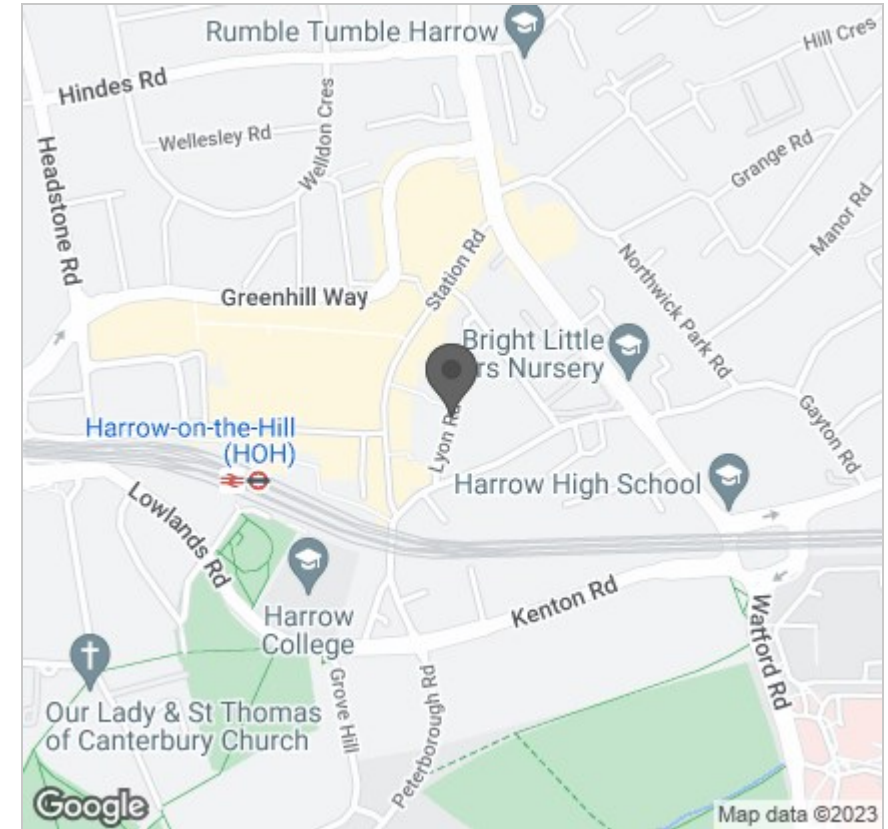 Rumble Tumble Harrow
Hill Cres
Hindes Rd
Wellesley Rd
Welldon Cres
Grange Rd
Headstone Rd
Manor Rd
Station Rd
Northwick Park Rd
Greenhill Way
Bright Little
Nursery
Lyon Rd
Gayton Rd
Harrow-on-the-Hill
(HOH)
Harrow High School
Lowlands Rd
Harrow
College
Kenton Rd
Watford Rd
Our Lady & St Thomas
of Canterbury Church
Grove Hill
Peterborough Rd
Google
Map data ©2023